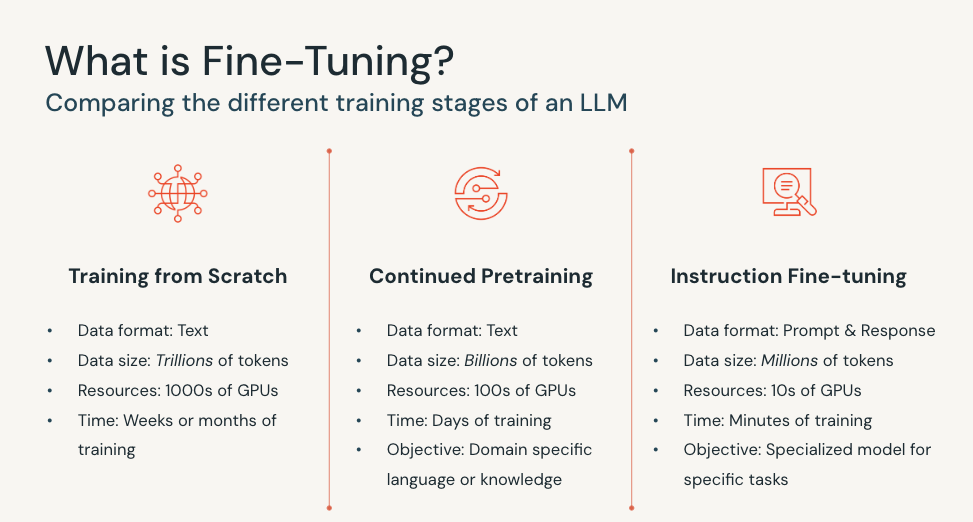 What is Fine-Tuning?
Comparing the different training stages of an LLM
Training from Scratch
• Data format: Text
• Data size: Trillions of tokens
• Resources: 1000s of GPUs
• Time: Weeks or months of
training
Continued Pretraining
• Data format: Text
• Data size: Billions of tokens
• Resources: 100s of GPUs
• Time: Days of training
• Objective: Domain specific
language or knowledge
Instruction Fine-tuning
• Data format: Prompt & Response
• Data size: Millions of tokens
• Resources: 10s of GPUs
• Time: Minutes of training
• Objective: Specialized model for
specific tasks